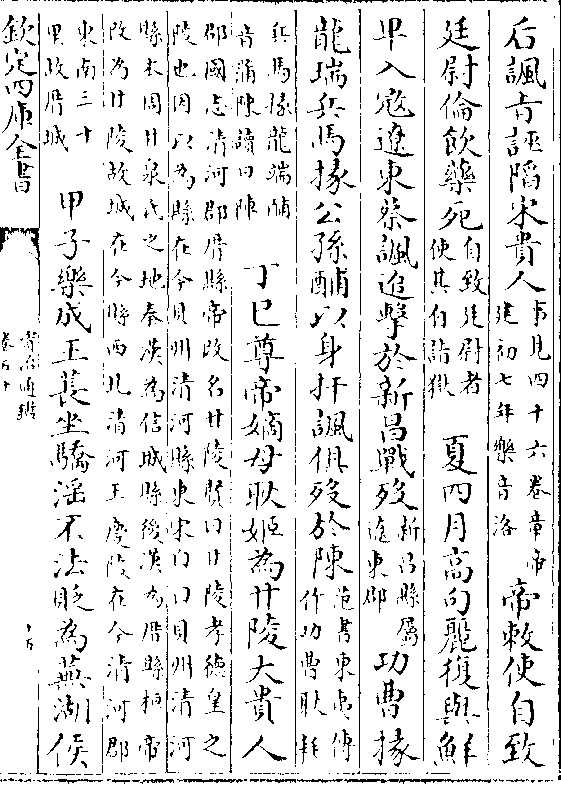 后諷㫖誣陷宋貴人事見四十六卷章帝建初七年樂音洛帝敕使自致
廷尉倫飲藥死自致廷尉者使其自詣獄夏四月高句麗復與鮮
卑入寇遼東蔡諷追擊於新昌戰歿新昌縣屬遼東郡功曹掾
龍端兵馬掾公孫酺以身扞諷俱歿於陳范書東夷傳作功曹耿耗
兵馬掾龍端酺音蒲陳讀曰陣丁巳尊帝嫡母耿姬為甘陵大貴人
郡國志清河郡厝縣帝改名甘陵賢曰甘陵孝德皇之陵也因以為縣在今貝州清河縣東宋白曰貝州清河
縣本周甘泉氏之地秦漢為信城縣後漢為厝縣桓帝改為甘陵故城在今縣西北清河王慶陵在今清河郡
東南三十里故厝城甲子樂成王萇坐驕淫不法貶為蕪湖侯
欽定四庫全書
資治通鑑
卷五十